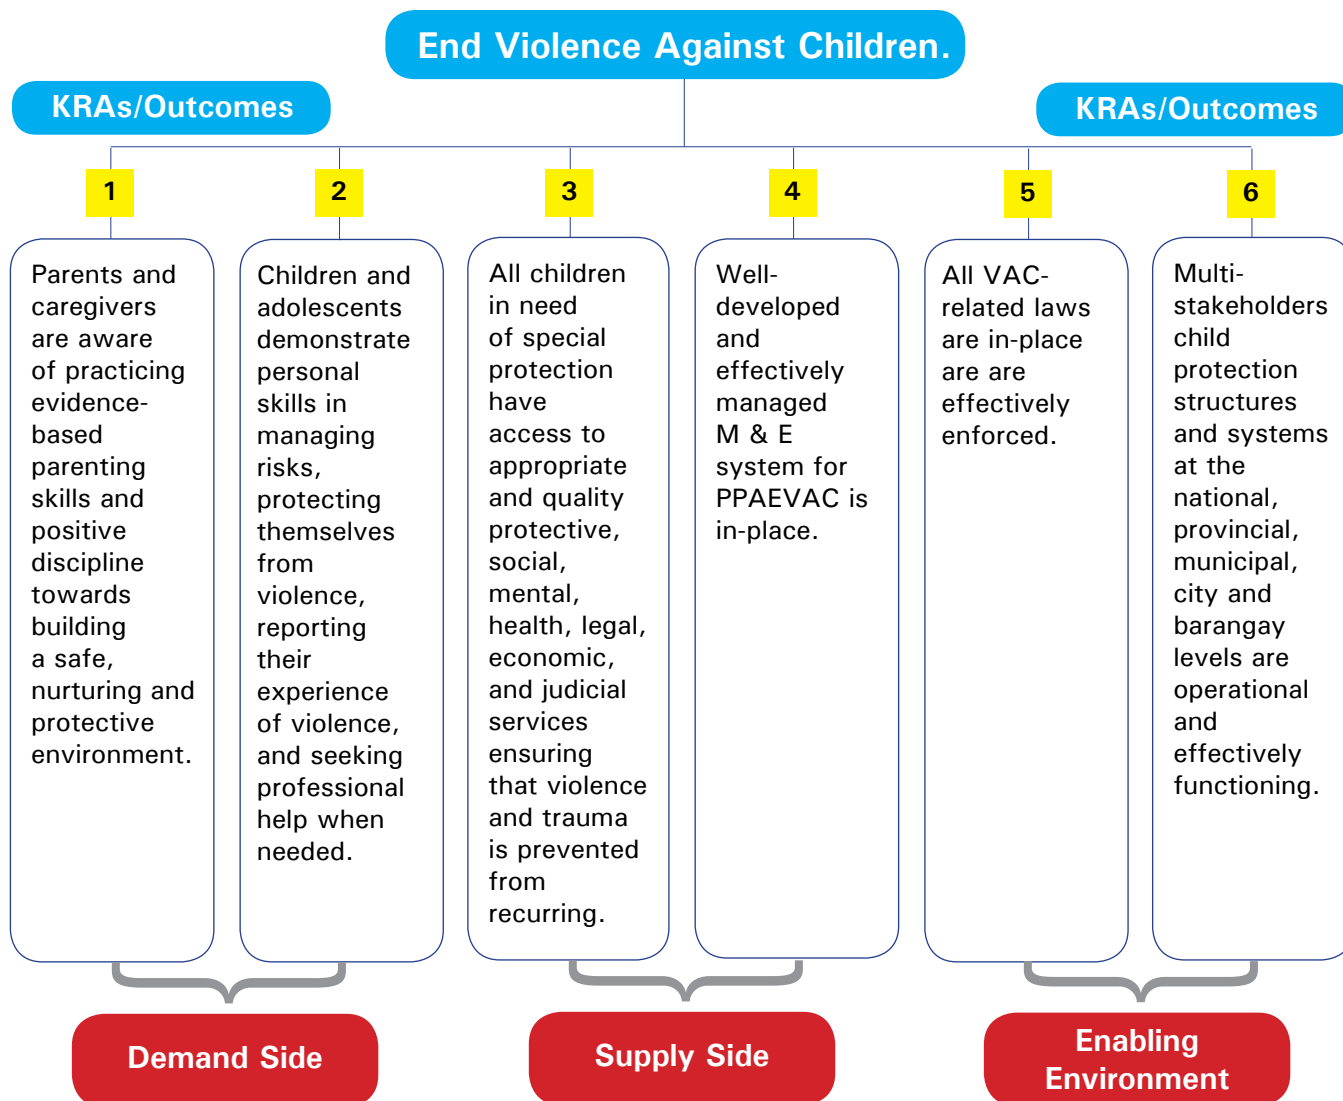 End Violence Against Children.
KRAs/Outcomes
KRAs/Outcomes
1
Parents and
caregivers
are aware
of practicing
evidence-
based
parenting
skills and
positive
discipline
towards
building
a safe,
nurturing and
protective
environment.
2
Children and
adolescents
demonstrate
personal
skills in
managing
risks,
protecting
themselves
from
violence,
reporting
their
experience
of violence,
and seeking
professional
help when
needed.
3
All children
in need
of special
protection
have
access to
appropriate
and quality
protective,
social,
mental,
health, legal,
economic,
and judicial
services
ensuring
that violence
and trauma
is prevented
from
recurring.
4
Well-
developed
and
effectively
managed
M & E
system for
PPAEVAC is
in-place.
5
All VAC-
related laws
are in-place
are are
effectively
enforced.
6
Multi-
stakeholders
child
protection
structures
and systems
at the
national,
provincial,
municipal,
city and
barangay
levels are
operational
and
effectively
functioning.
Demand Side
Supply Side
Enabling
Environment